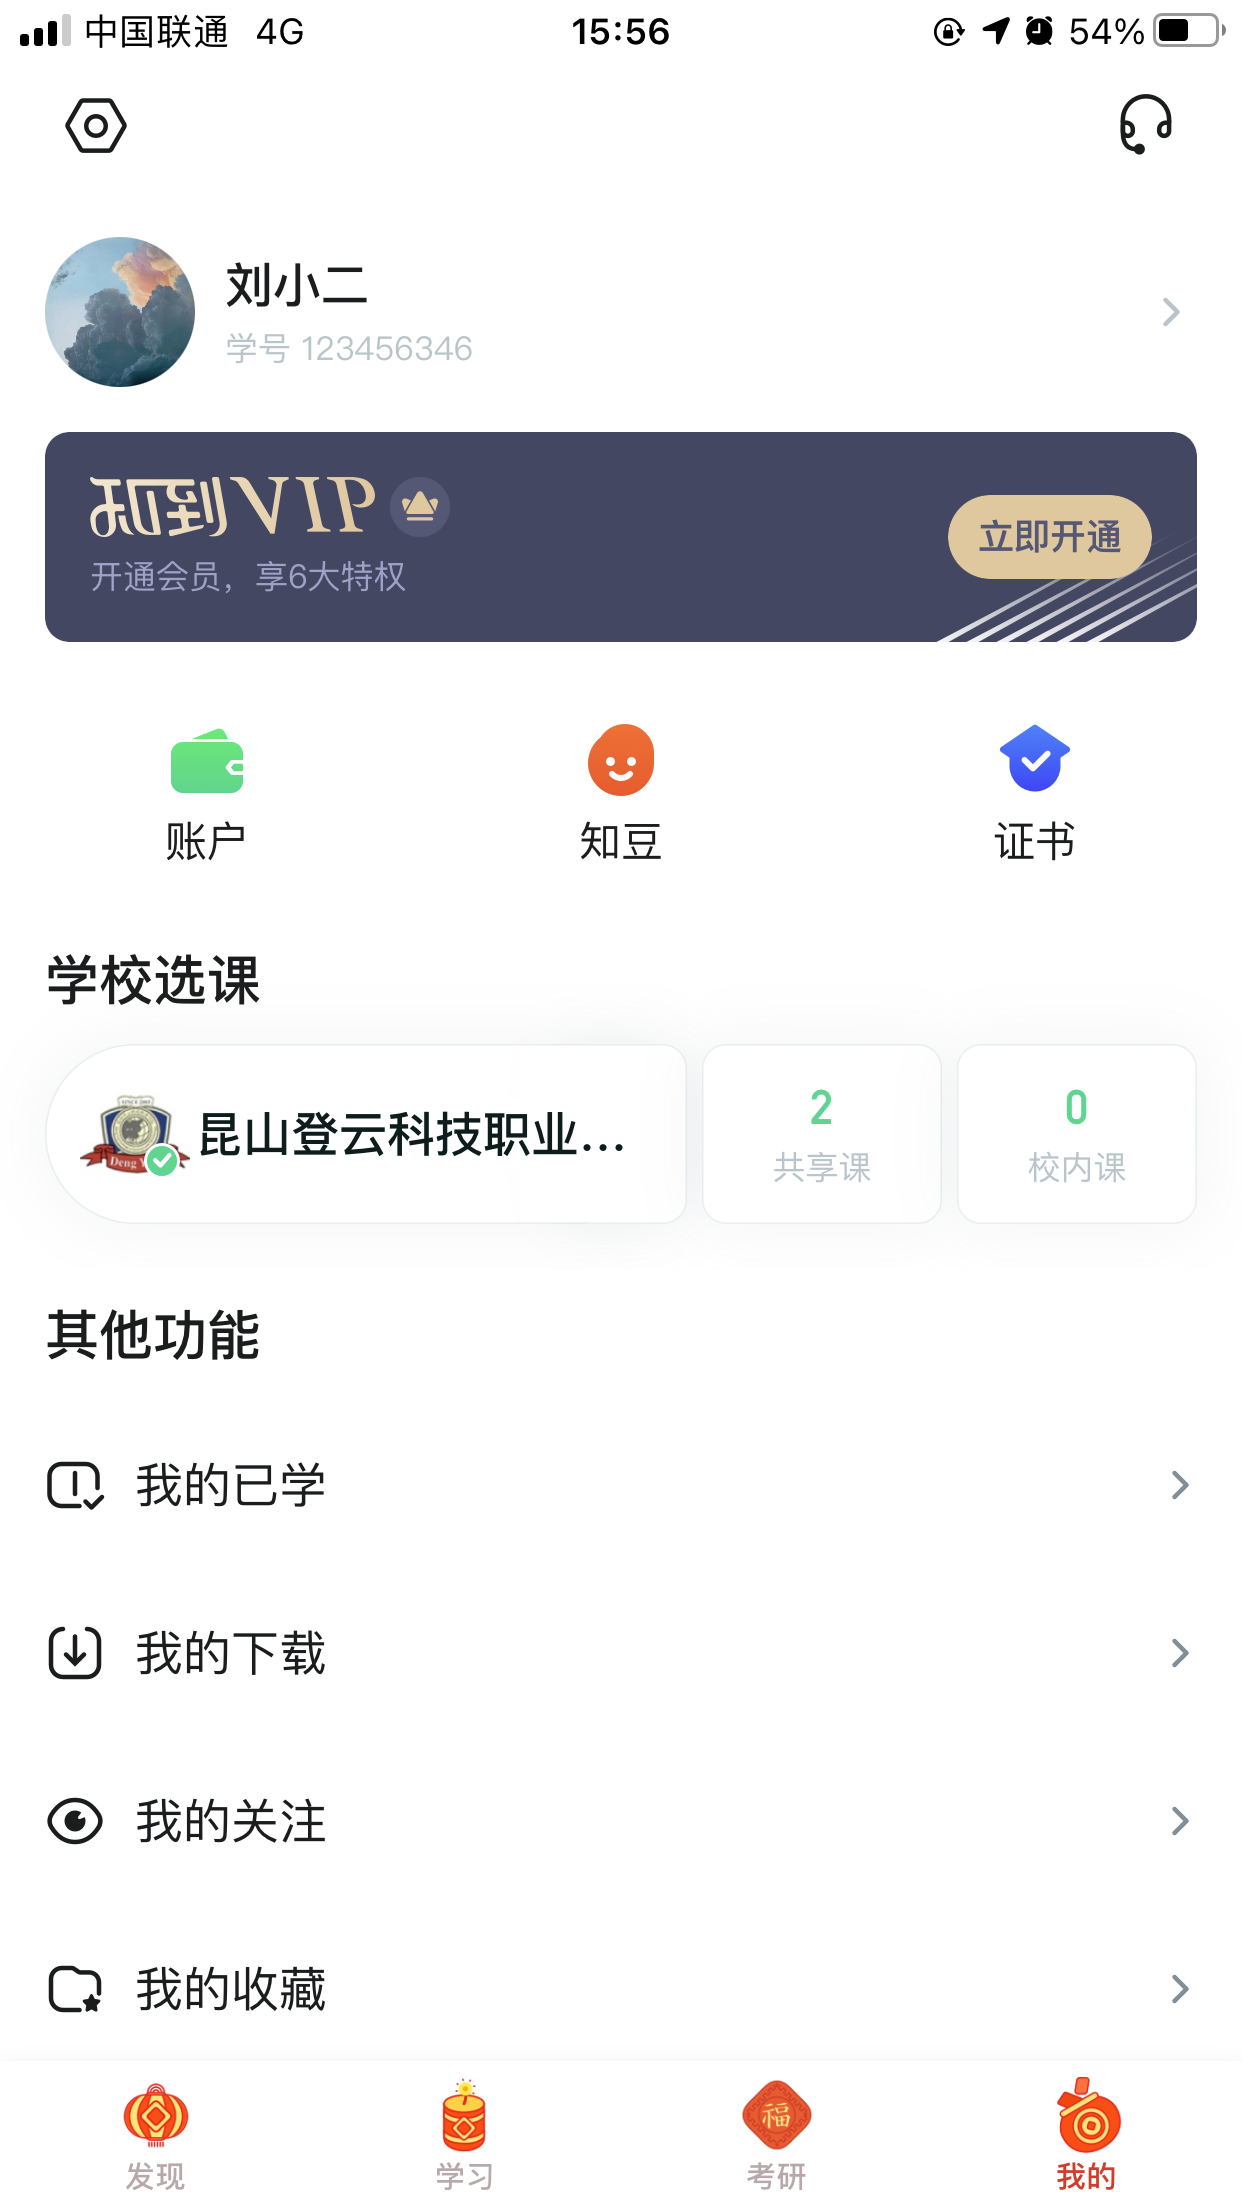 中国联通 4G 15:56 54%
刘小二
学号 123456346
知到VIP
开通会员，享6大特权
立即开通
账户 知豆 证书
学校选课
昆山登云科技职业...
2 0
共享课 校内课
其他功能
我的已学
我的下载
我的关注
我的收藏
福
发现 学习 考研 我的